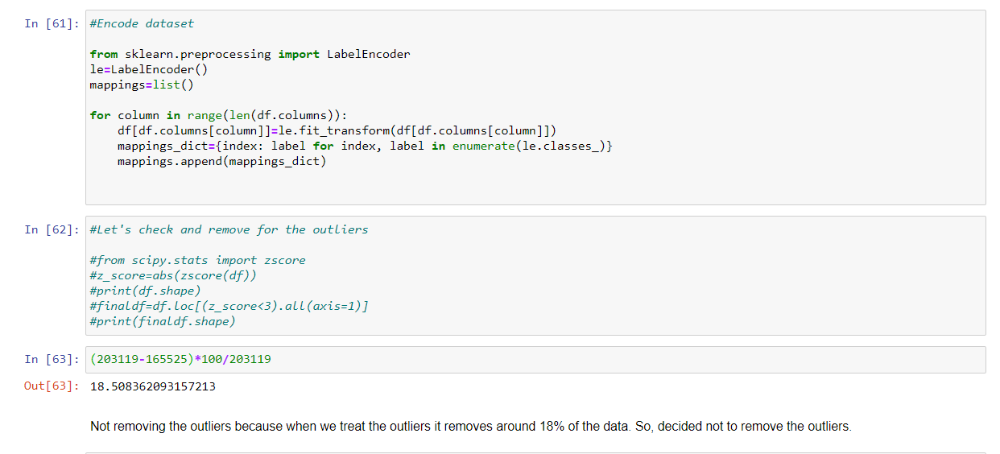 In [61]: #Encode dataset
from sklearn.preprocessing import LabelEncoder
le=LabelEncoder()
mappings=list()
for column in range(len(df.columns)):
    df[df.columns[column]]=le.fit_transform(df[df.columns[column]])
    mappings_dict={index: label for index, label in enumerate(le.classes_)}
    mappings.append(mappings_dict)
In [62]: #Let's check and remove for the outliers
#from scipy.stats import zscore
#z_score=abs(zscore(df))
#print(df.shape)
#finaldf=df.loc[(z_score<3).all(axis=1)]
#print(finaldf.shape)
In [63]: (203119-165525)*100/203119
Out[63]: 18.508362093157213
Not removing the outliers because when we treat the outliers it removes around 18% of the data. So, decided not to remove the outliers.